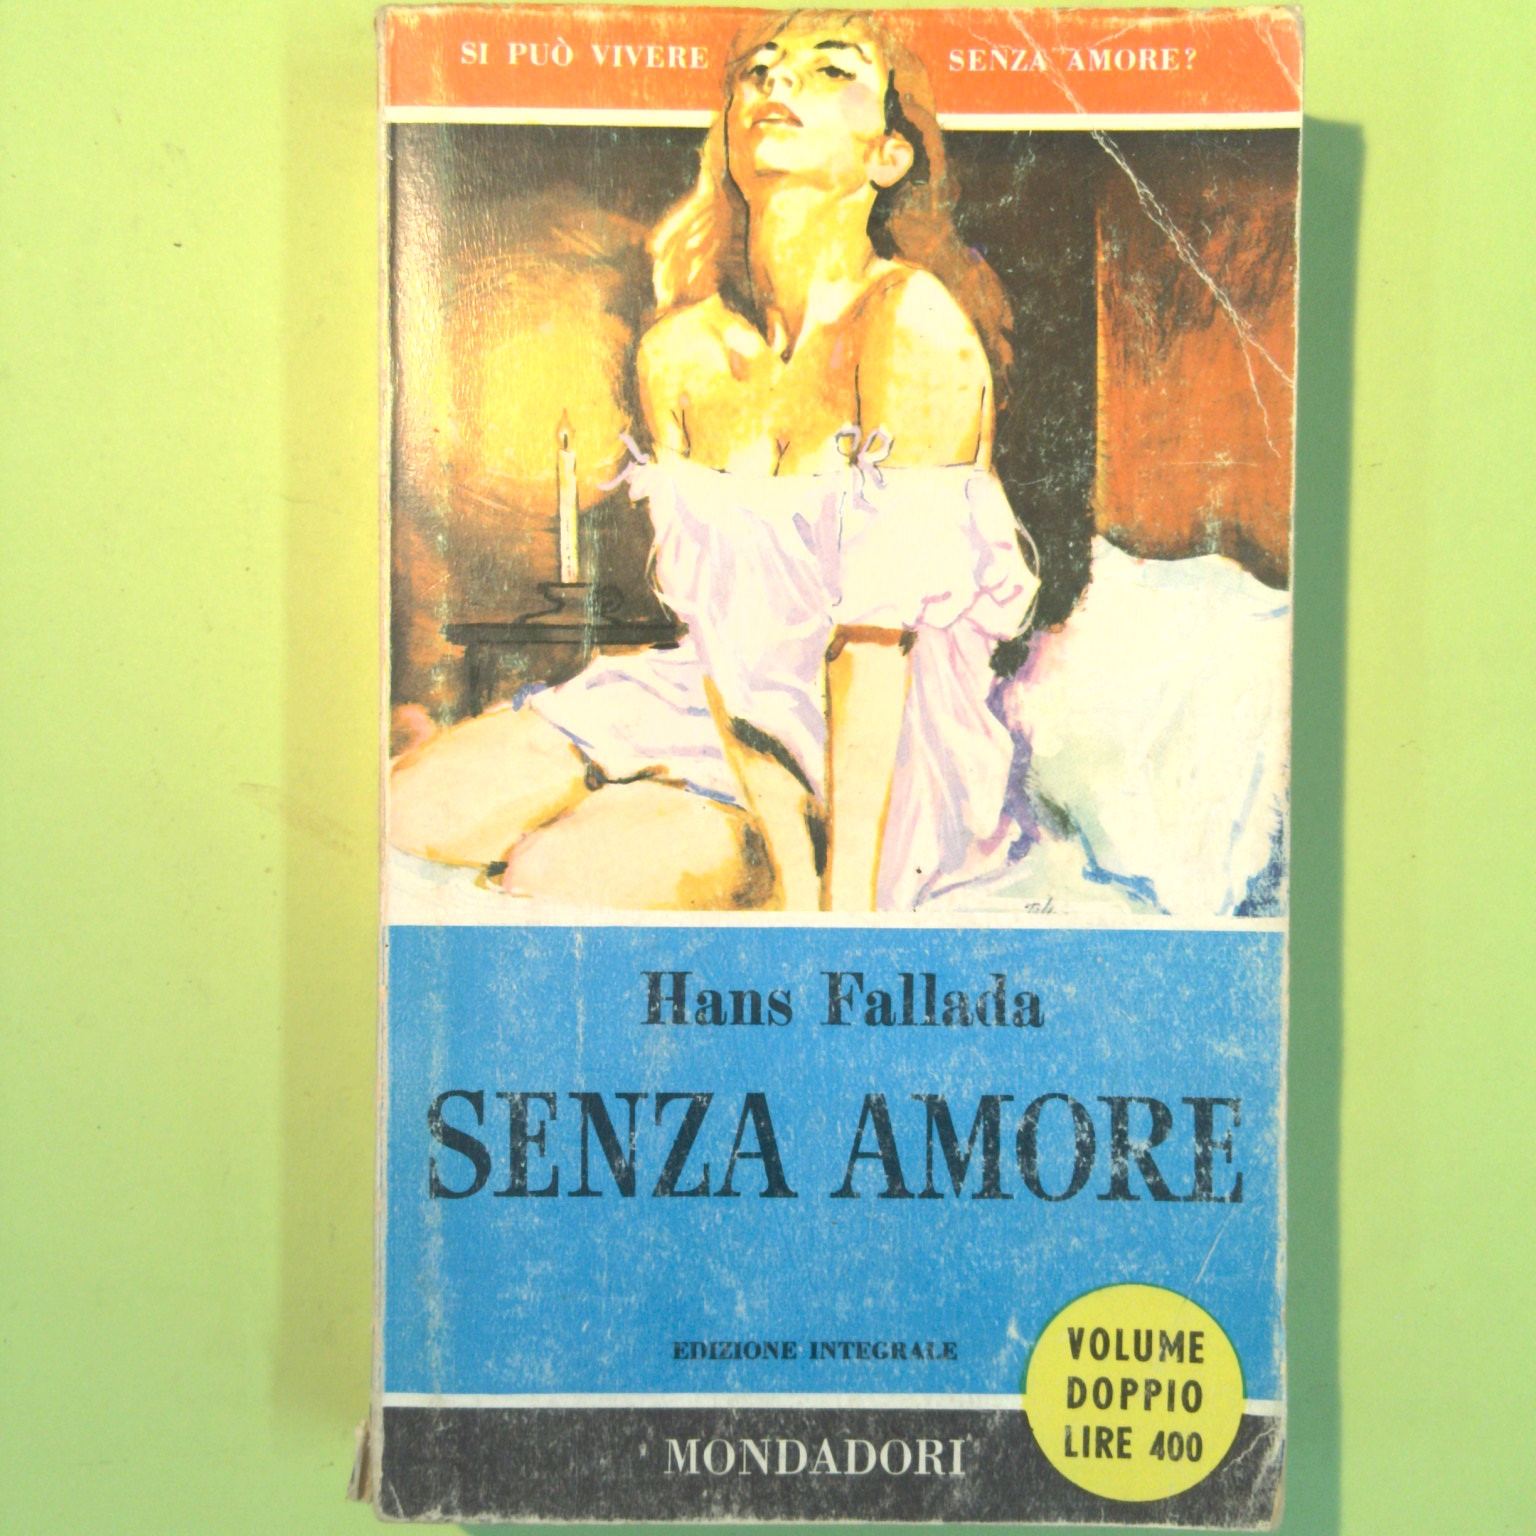 SI PUÒ VIVERE SENZA AMORE?
Hans Fallada
SENZA AMORE
EDIZIONE INTEGRALE
VOLUME
DOPPIO
LIRE 400
MONDADORI